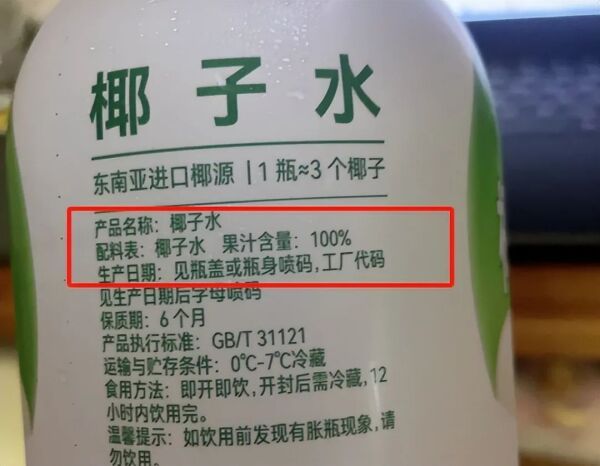 椰子水
东南亚进口椰源 | 1瓶≈3个椰子
产品名称：椰子水
配料表：椰子水 果汁含量：100%
生产日期：见瓶盖或瓶身喷码，工厂代码
见生产日期后字母喷码
保质期：6个月
产品执行标准：GB/T 31121
运输与贮存条件：0℃-7℃冷藏
食用方法：即开即饮，开封后需冷藏，12
小时内饮用完。
温馨提示：如饮用前发现有胀瓶现象，请
勿饮用。